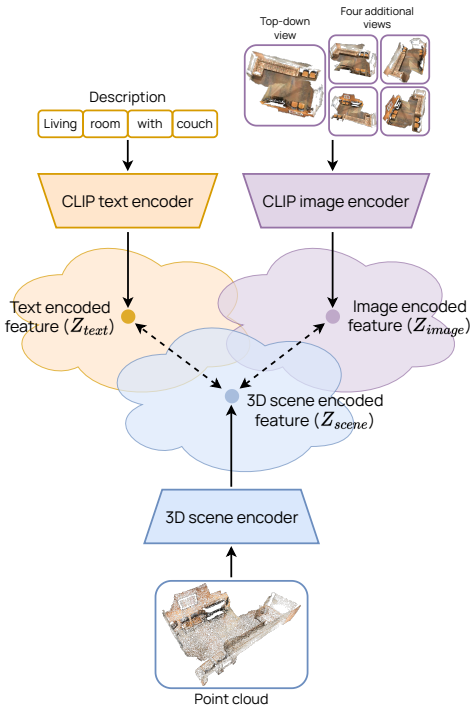 Top-down
view
Four additional
views
Description
Living room with couch
CLIP text encoder
CLIP image encoder
Text encoded
feature (Z_text)
Image encoded
feature (Z_image)
3D scene encoded
feature (Z_scene)
3D scene encoder
Point cloud